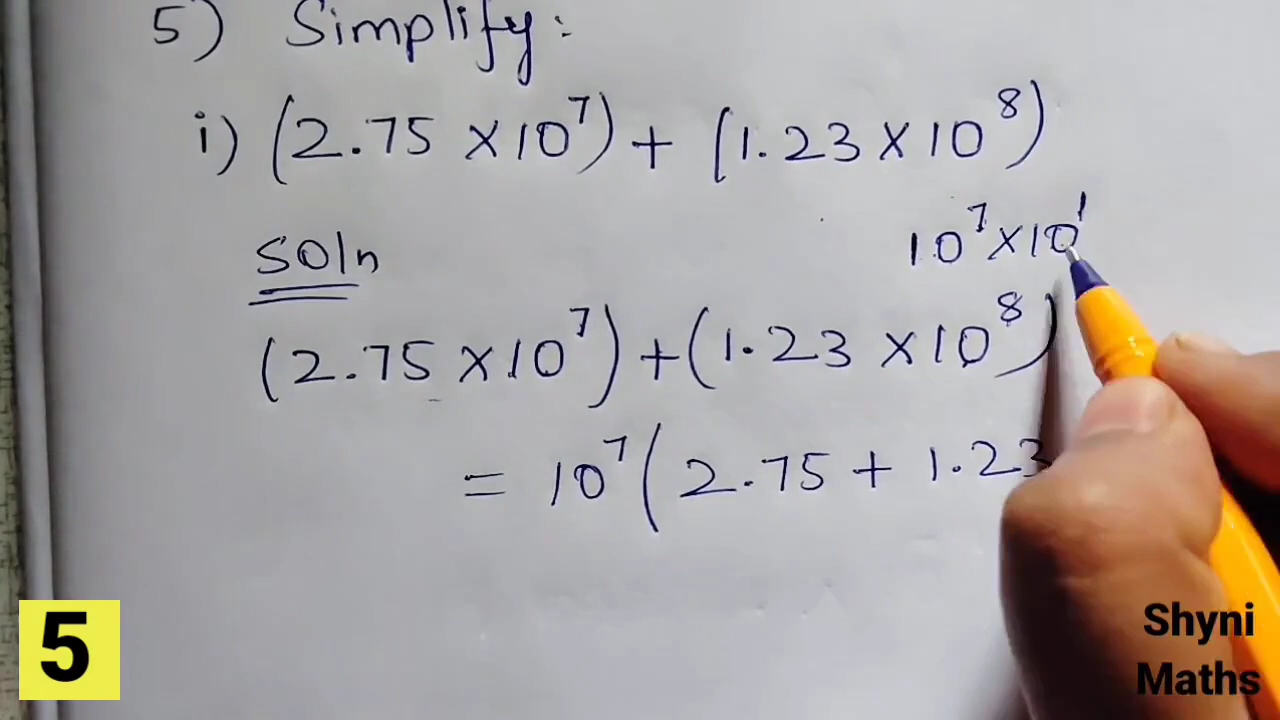 5) Simplify:
i) (2.75 × 10⁷) + (1.23 × 10⁸)
10⁷ × 10¹
Soln
(2.75 × 10⁷) + (1.23 × 10⁸)
= 10⁷ ( 2.75 + 1.23
5
Shyni
Maths